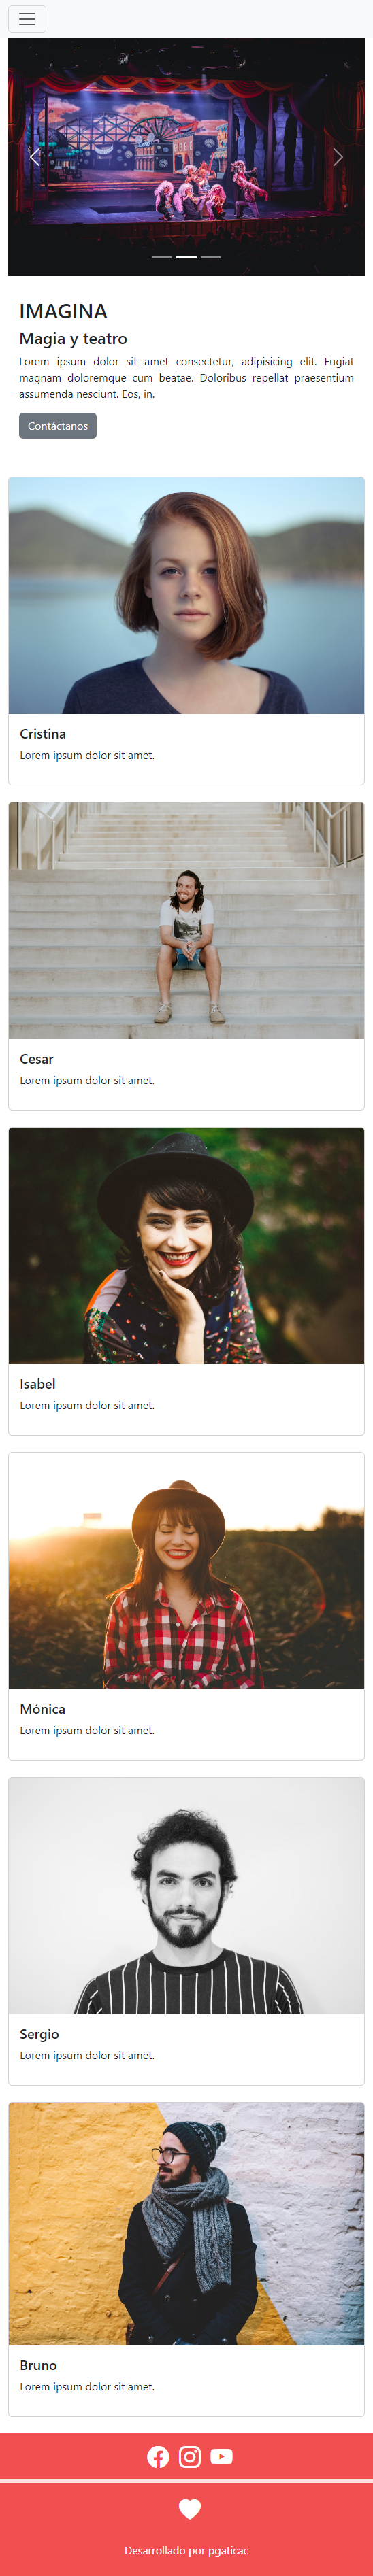 IMAGINA
Magia y teatro
Lorem ipsum dolor sit amet consectetur, adipisicing elit. Fugiat
magnam doloremque cum beatae. Doloribus repellat praesentium
assumenda nesciunt. Eos, in.
Contáctanos
Cristina
Lorem ipsum dolor sit amet.
Cesar
Lorem ipsum dolor sit amet.
Isabel
Lorem ipsum dolor sit amet.
Mónica
Lorem ipsum dolor sit amet.
Sergio
Lorem ipsum dolor sit amet.
Bruno
Lorem ipsum dolor sit amet.
Desarrollado por pgaticac